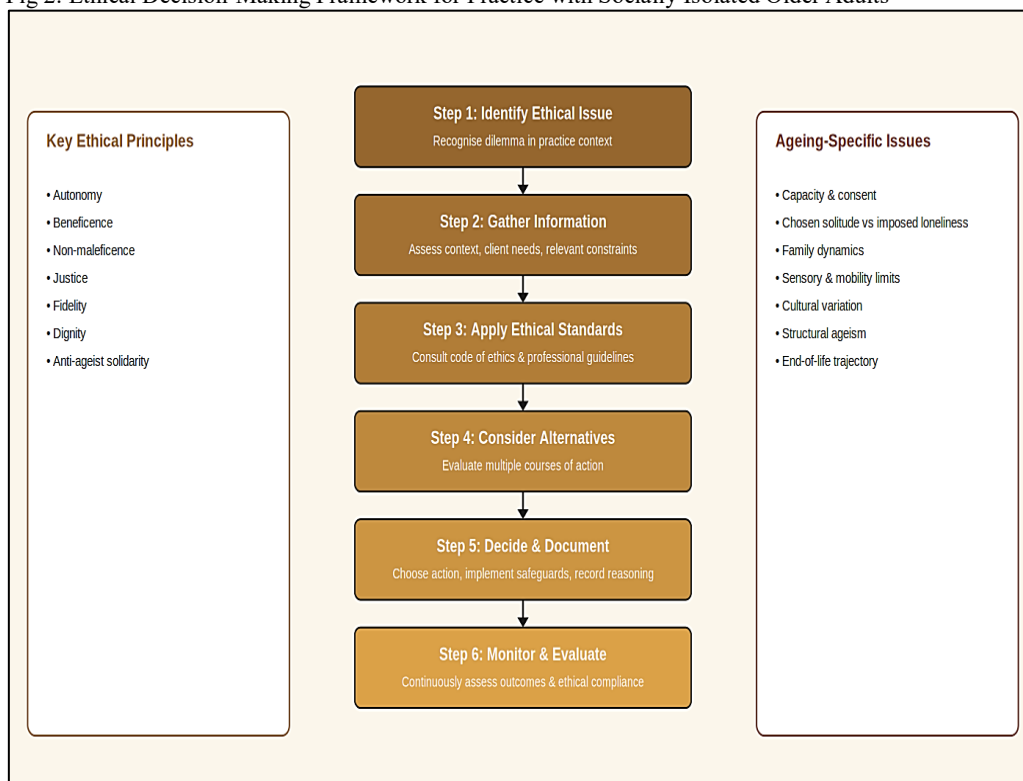 Fig 2: Ethical Decision-Making Framework for Practice with Socially Isolated Older Adults
Key Ethical Principles
• Autonomy
• Beneficence
• Non-maleficence
• Justice
• Fidelity
• Dignity
• Anti-ageist solidarity
Step 1: Identify Ethical Issue
Recognise dilemma in practice context
Step 2: Gather Information
Assess context, client needs, relevant constraints
Step 3: Apply Ethical Standards
Consult code of ethics & professional guidelines
Step 4: Consider Alternatives
Evaluate multiple courses of action
Step 5: Decide & Document
Choose action, implement safeguards, record reasoning
Step 6: Monitor & Evaluate
Continuously assess outcomes & ethical compliance
Ageing-Specific Issues
• Capacity & consent
• Chosen solitude vs imposed loneliness
• Family dynamics
• Sensory & mobility limits
• Cultural variation
• Structural ageism
• End-of-life trajectory